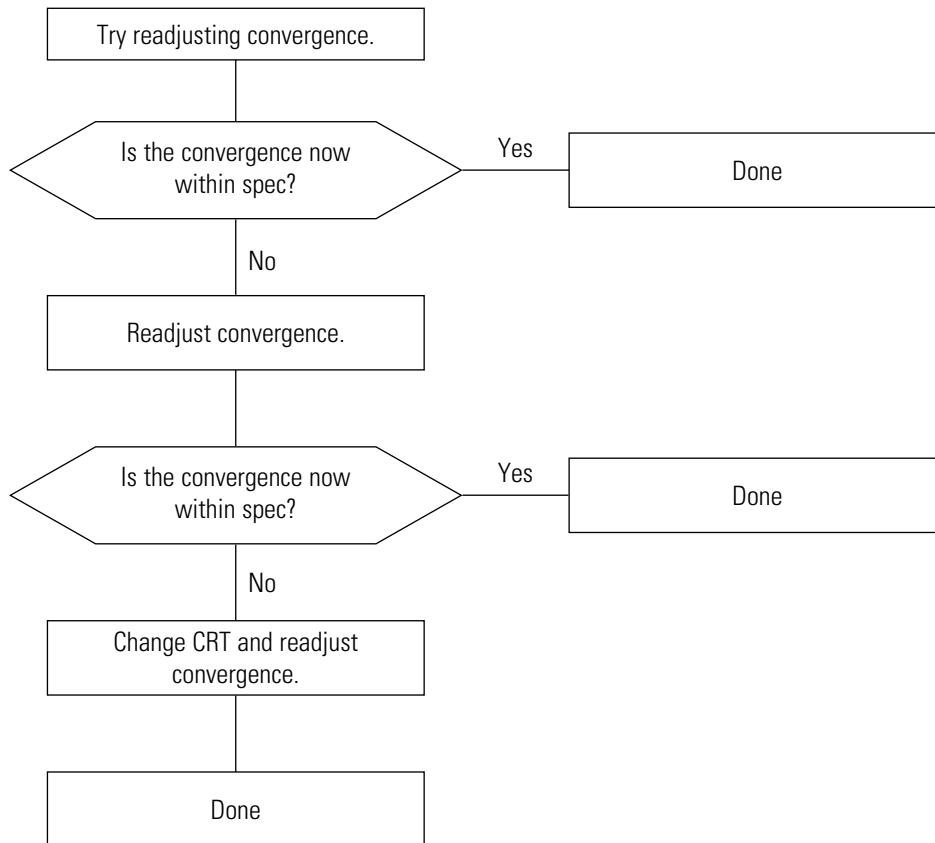 Try readjusting convergence.
Is the convergence now
within spec?
Yes
Done
No
Readjust convergence.
Is the convergence now
within spec?
Yes
Done
No
Change CRT and readjust
convergence.
Done